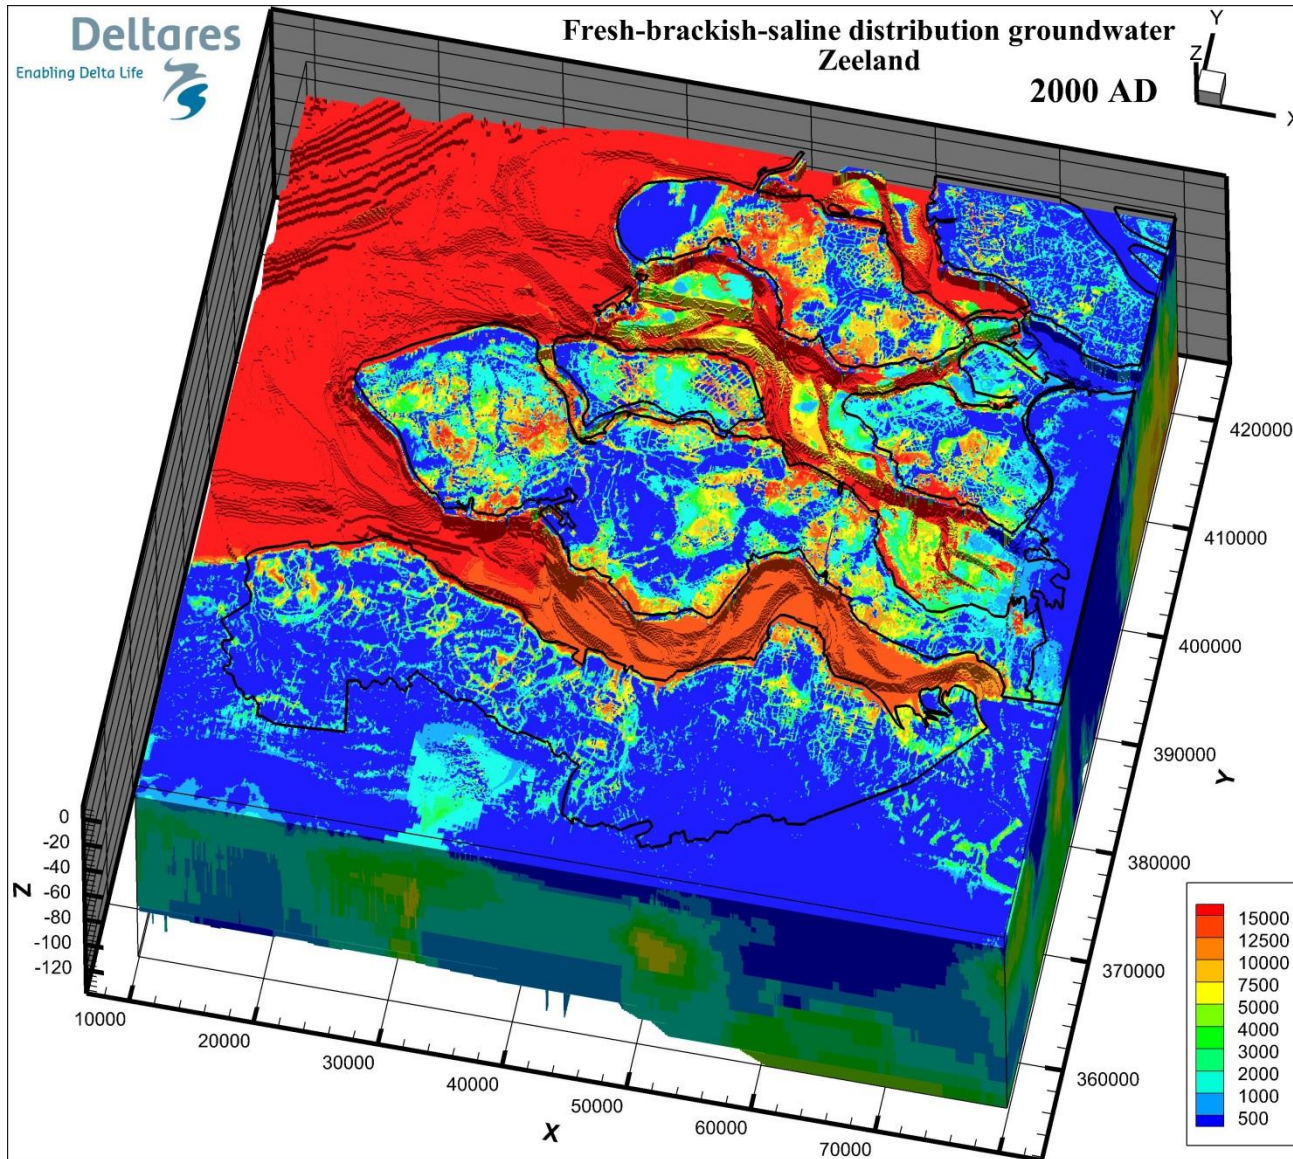 Deltares
Enabling Delta Life
Fresh-brackish-saline distribution groundwater
Zeeland
2000 AD
Y
Z
X
420000
410000
400000
390000
380000
370000
360000
Y
0
-20
-40
-60
-80
-100
-120
Z
10000
20000
30000
40000
50000
60000
70000
X
15000
12500
10000
7500
5000
4000
3000
2000
1000
500